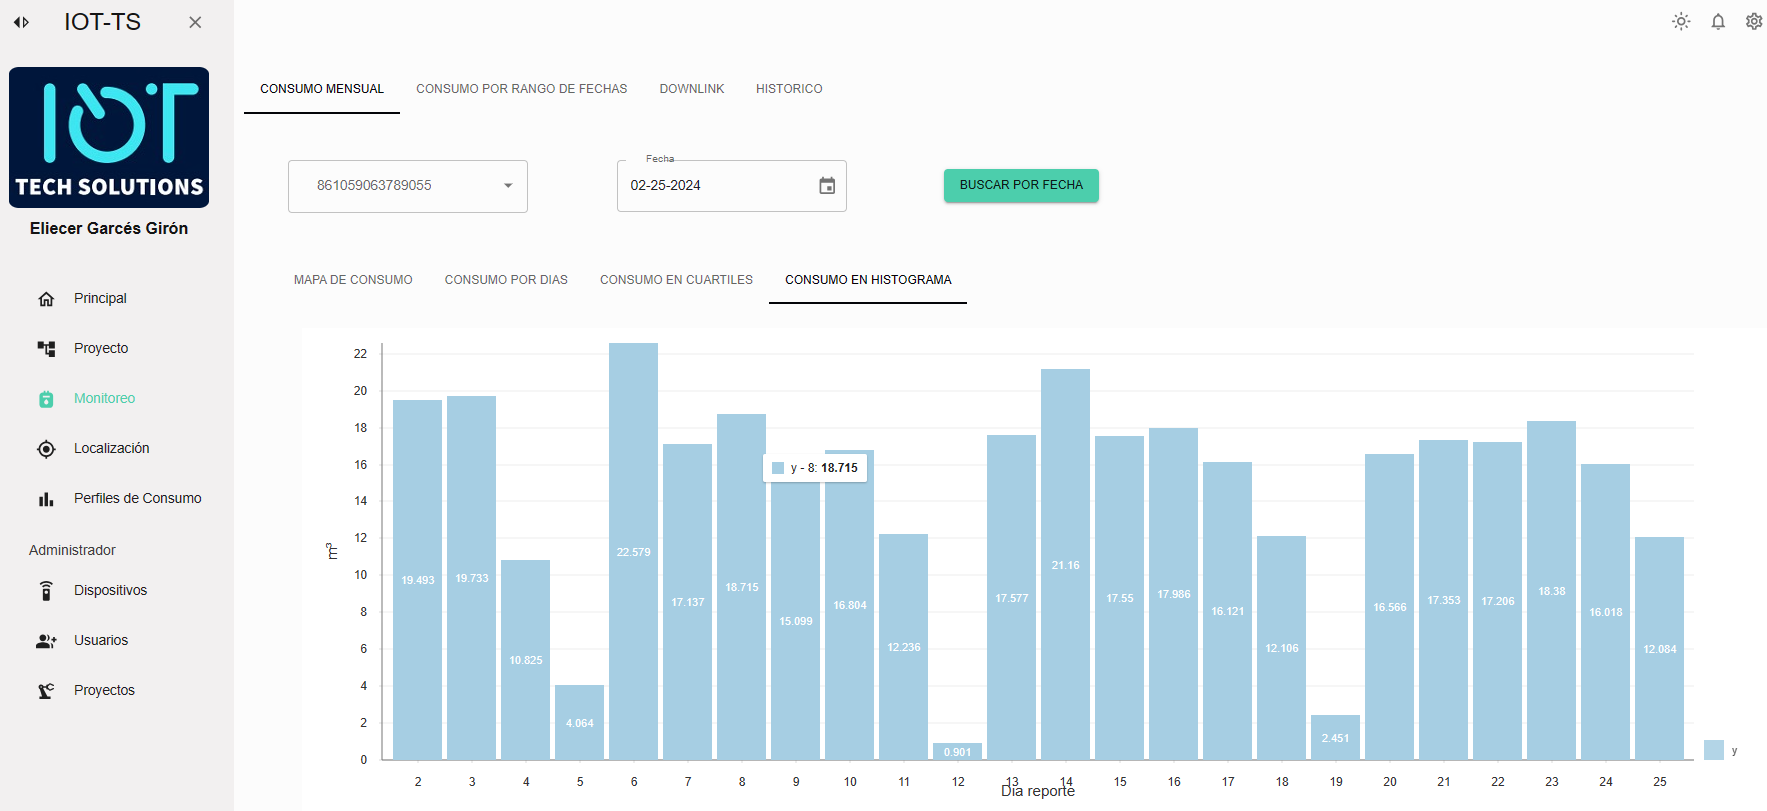 IOT-TS
IOT
TECH SOLUTIONS
Eliecer Garcés Girón
Principal
Proyecto
Monitoreo
Localización
Perfiles de Consumo
Administrador
Dispositivos
Usuarios
Proyectos
CONSUMO MENSUAL CONSUMO POR RANGO DE FECHAS DOWNLINK HISTORICO
861059063789055
Fecha
02-25-2024
BUSCAR POR FECHA
MAPA DE CONSUMO CONSUMO POR DIAS CONSUMO EN CUARTILES CONSUMO EN HISTOGRAMA
m³
22
20
18
16
14
12
10
8
6
4
2
0
19.493
19.733
10.825
4.064
22.579
17.137
18.715
15.099
16.804
12.236
0.901
17.577
21.16
17.55
17.986
16.121
12.106
2.451
16.566
17.353
17.206
18.38
16.018
12.084
y - 8: 18.715
2 3 4 5 6 7 8 9 10 11 12 13 14 15 16 17 18 19 20 21 22 23 24 25
Dia reporte
y